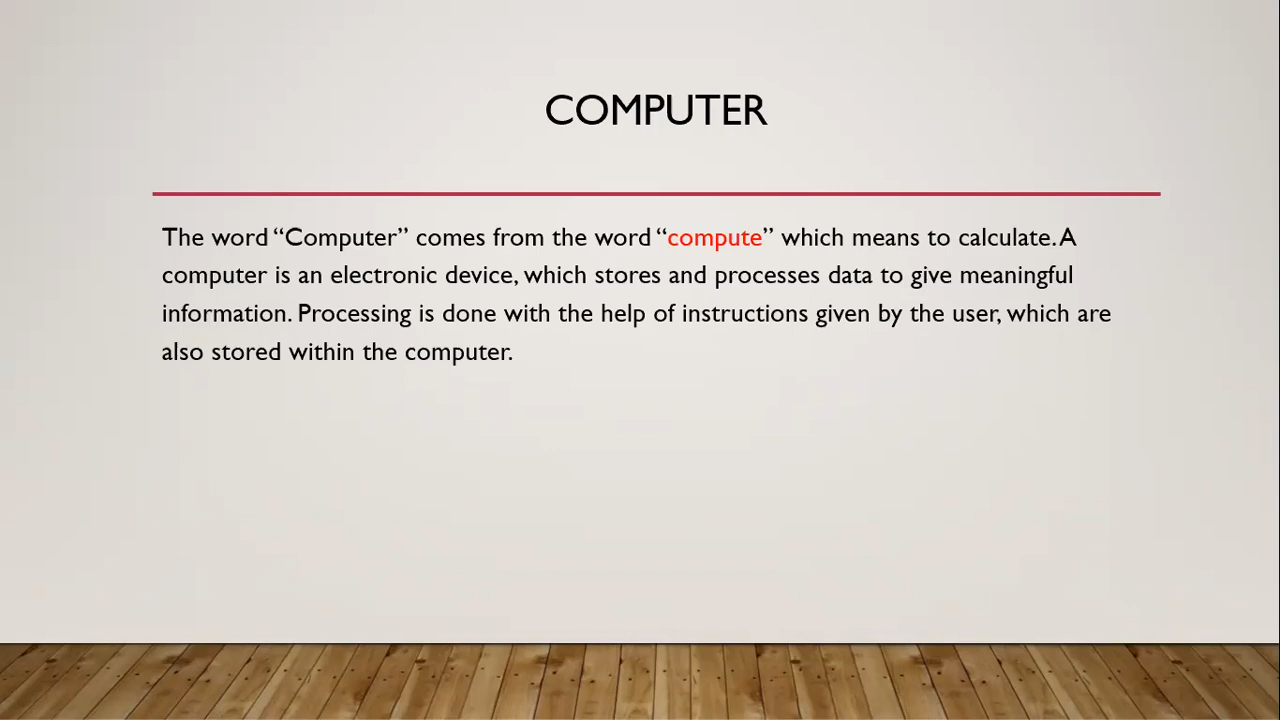 COMPUTER
The word “Computer” comes from the word “compute” which means to calculate. A
computer is an electronic device, which stores and processes data to give meaningful
information. Processing is done with the help of instructions given by the user, which are
also stored within the computer.